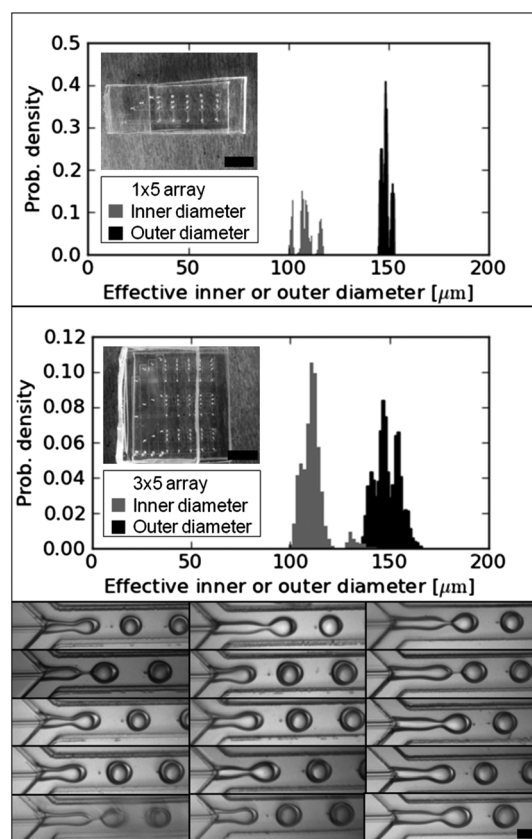 0.5
0.4
0.3
0.2
0.1
0.0
Prob. density
1x5 array
Inner diameter
Outer diameter
0 50 100 150 200
Effective inner or outer diameter [μm]
0.12
0.10
0.08
0.06
0.04
0.02
0.00
Prob. density
3x5 array
Inner diameter
Outer diameter
0 50 100 150 200
Effective inner or outer diameter [μm]